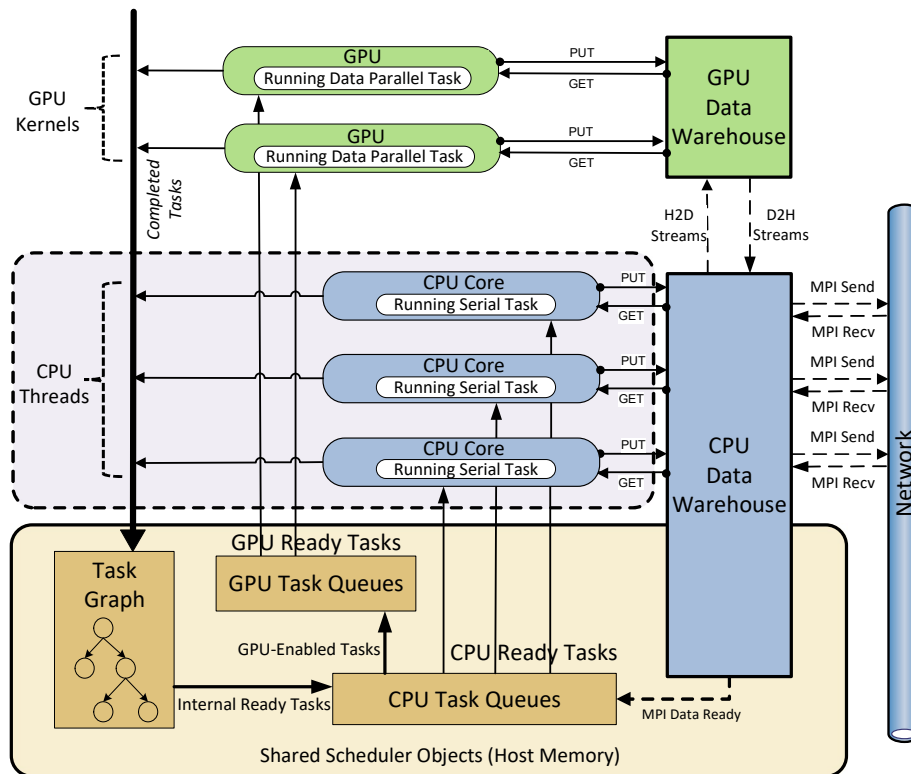 GPU
Running Data Parallel Task
PUT
GET
GPU
Data
Warehouse
GPU
Kernels
GPU
Running Data Parallel Task
PUT
GET
Completed
Tasks
H2D
Streams
D2H
Streams
CPU
Threads
CPU Core
Running Serial Task
PUT
GET
MPI Send
MPI Recv
CPU Core
Running Serial Task
PUT
GET
MPI Send
MPI Recv
CPU Core
Running Serial Task
PUT
GET
MPI Send
MPI Recv
CPU
Data
Warehouse
Network
Task
Graph
GPU Ready Tasks
GPU Task Queues
GPU-Enabled Tasks
CPU Ready Tasks
Internal Ready Tasks
CPU Task Queues
MPI Data Ready
Shared Scheduler Objects (Host Memory)